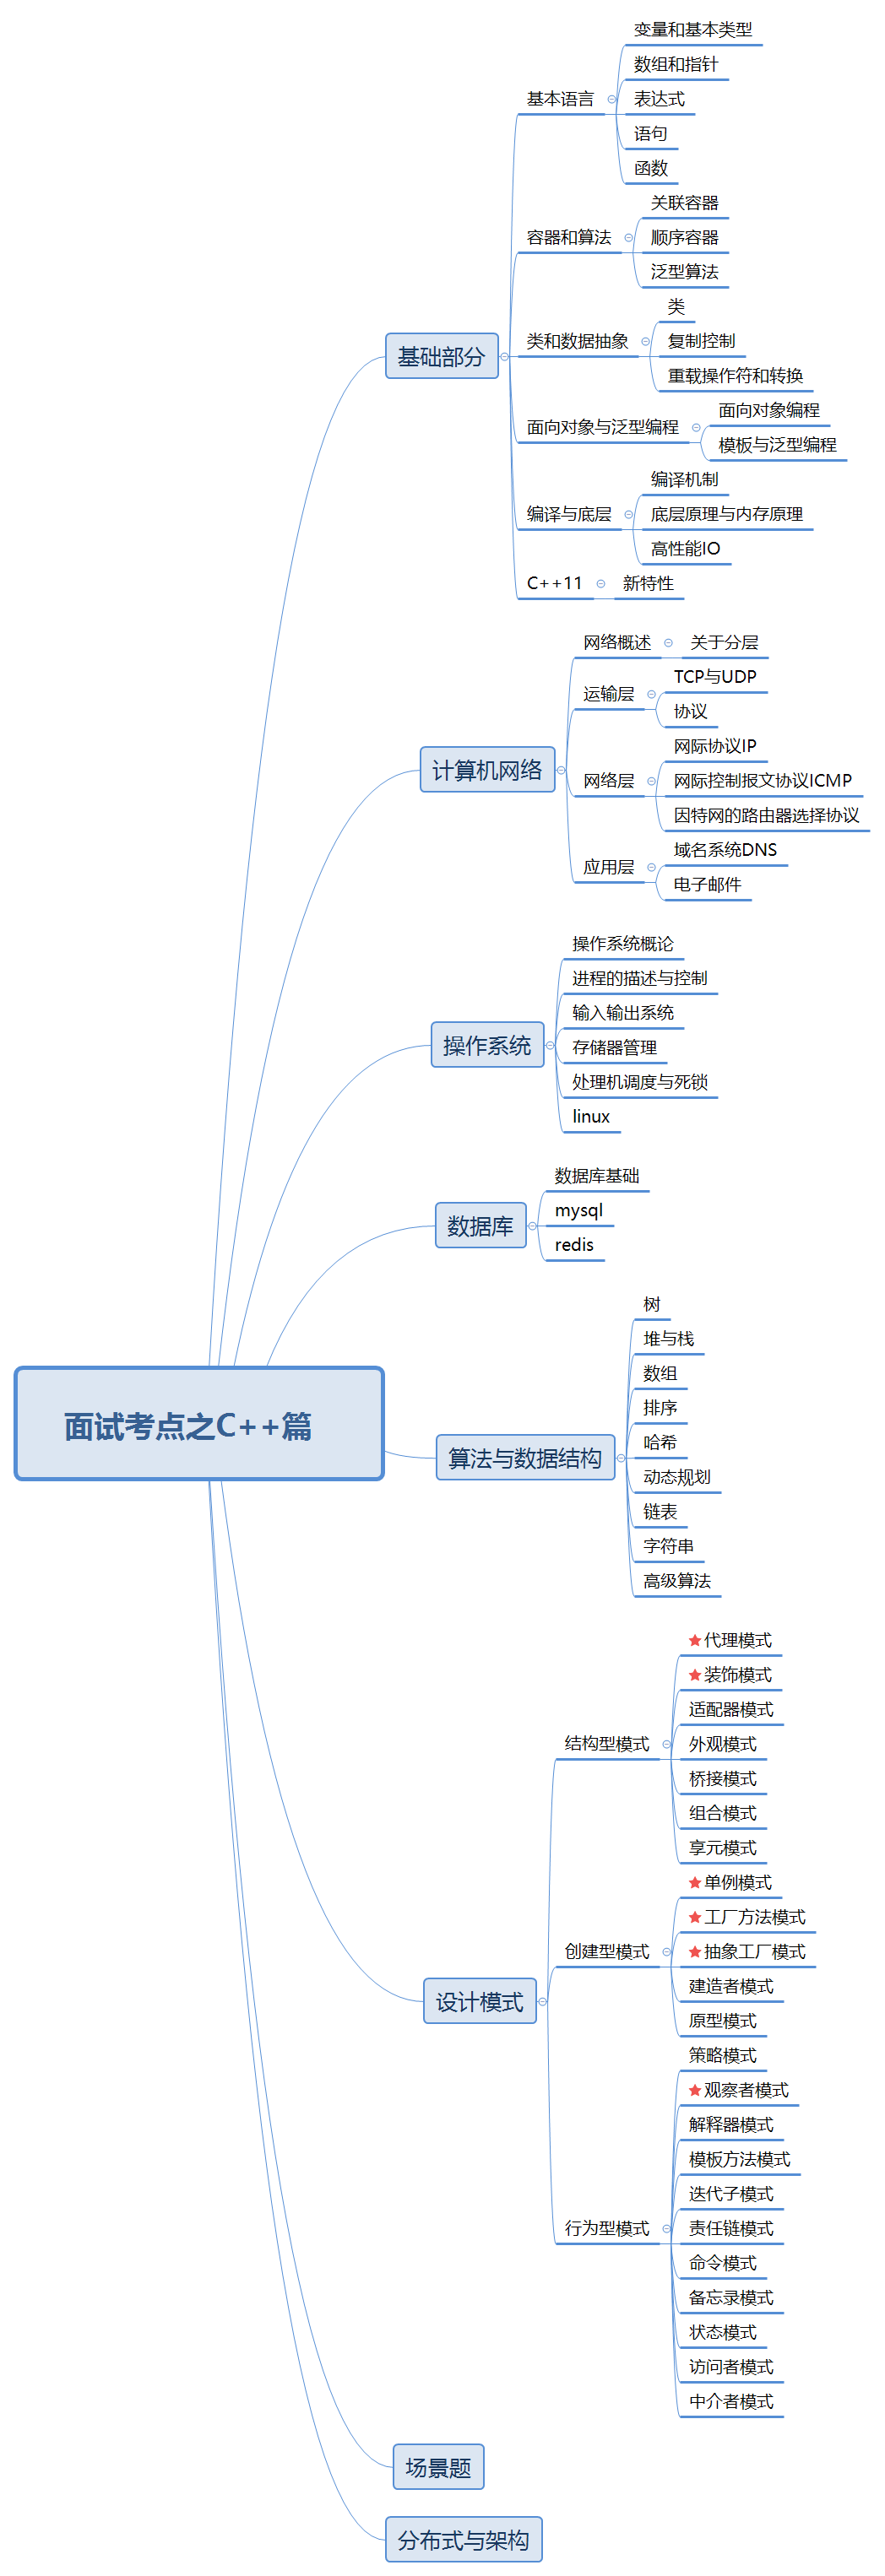 面试考点之C++篇
基础部分
基本语言
变量和基本类型
数组和指针
表达式
语句
函数
容器和算法
关联容器
顺序容器
泛型算法
类和数据抽象
类
复制控制
重载操作符和转换
面向对象与泛型编程
面向对象编程
模板与泛型编程
编译与底层
编译机制
底层原理与内存原理
高性能IO
C++11
新特性
计算机网络
网络概述
关于分层
运输层
TCP与UDP
协议
网络层
网际协议IP
网际控制报文协议ICMP
因特网的路由器选择协议
应用层
域名系统DNS
电子邮件
操作系统
操作系统概论
进程的描述与控制
输入输出系统
存储器管理
处理机调度与死锁
linux
数据库
数据库基础
mysql
redis
算法与数据结构
树
堆与栈
数组
排序
哈希
动态规划
链表
字符串
高级算法
设计模式
结构型模式
代理模式
装饰模式
适配器模式
外观模式
桥接模式
组合模式
享元模式
创建型模式
单例模式
工厂方法模式
抽象工厂模式
建造者模式
原型模式
行为型模式
策略模式
观察者模式
解释器模式
模板方法模式
迭代子模式
责任链模式
命令模式
备忘录模式
状态模式
访问者模式
中介者模式
场景题
分布式与架构